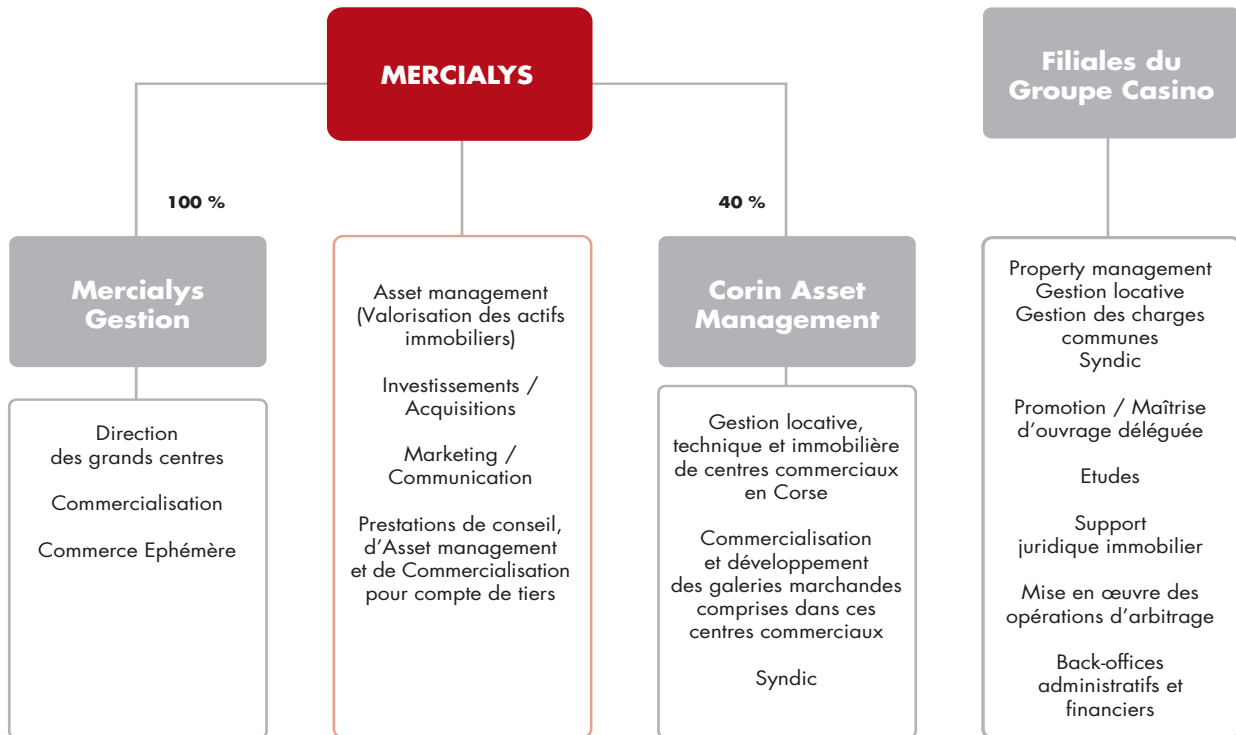 MERCIALYS
Filiales du
Groupe Casino
100 %
40 %
Mercialys
Gestion
Direction
des grands centres
Commercialisation
Commerce Ephémère
Asset management
(Valorisation des actifs
immobiliers)
Investissements /
Acquisitions
Marketing /
Communication
Prestations de conseil,
d’Asset management
et de Commercialisation
pour compte de tiers
Corin Asset
Management
Gestion locative,
technique et immobilière
de centres commerciaux
en Corse
Commercialisation
et développement
des galeries marchandes
comprises dans ces
centres commerciaux
Syndic
Property management
Gestion locative
Gestion des charges
communes
Syndic
Promotion / Maîtrise
d’ouvrage déléguée
Etudes
Support
juridique immobilier
Mise en œuvre des
opérations d’arbitrage
Back-offices
administratifs et
financiers